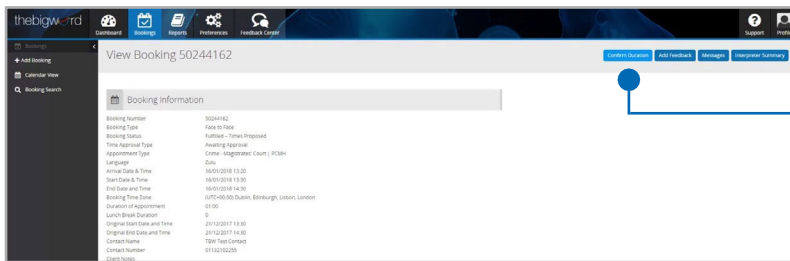 thebigword
Dashboard Bookings Reports Preferences Feedback Center Support Profile
Bookings
+ Add Booking
Calendar View
Booking Search
View Booking 50244162
Confirm Duration Add Feedback Messages Interpreter Summary
Booking Information
Booking Number 50244162
Booking Type Face to Face
Booking Status Fulfilled - Times Proposed
Time Approval Type Awaiting Approval
Appointment Type Crime - Magistrates' Court | PCMH
Language Zulu
Arrival Date & Time 16/01/2018 13:20
Start Date & Time 16/01/2018 13:30
End Date and Time 16/01/2018 14:30
Booking Time Zone (UTC+00:00) Dublin, Edinburgh, Lisbon, London
Duration of Appointment 01:00
Lunch Break Duration 0
Original Start Date and Time 21/12/2017 13:30
Original End Date and Time 21/12/2017 14:30
Contact Name TBW Test Contact
Contact Number 01132102255
Client Notes